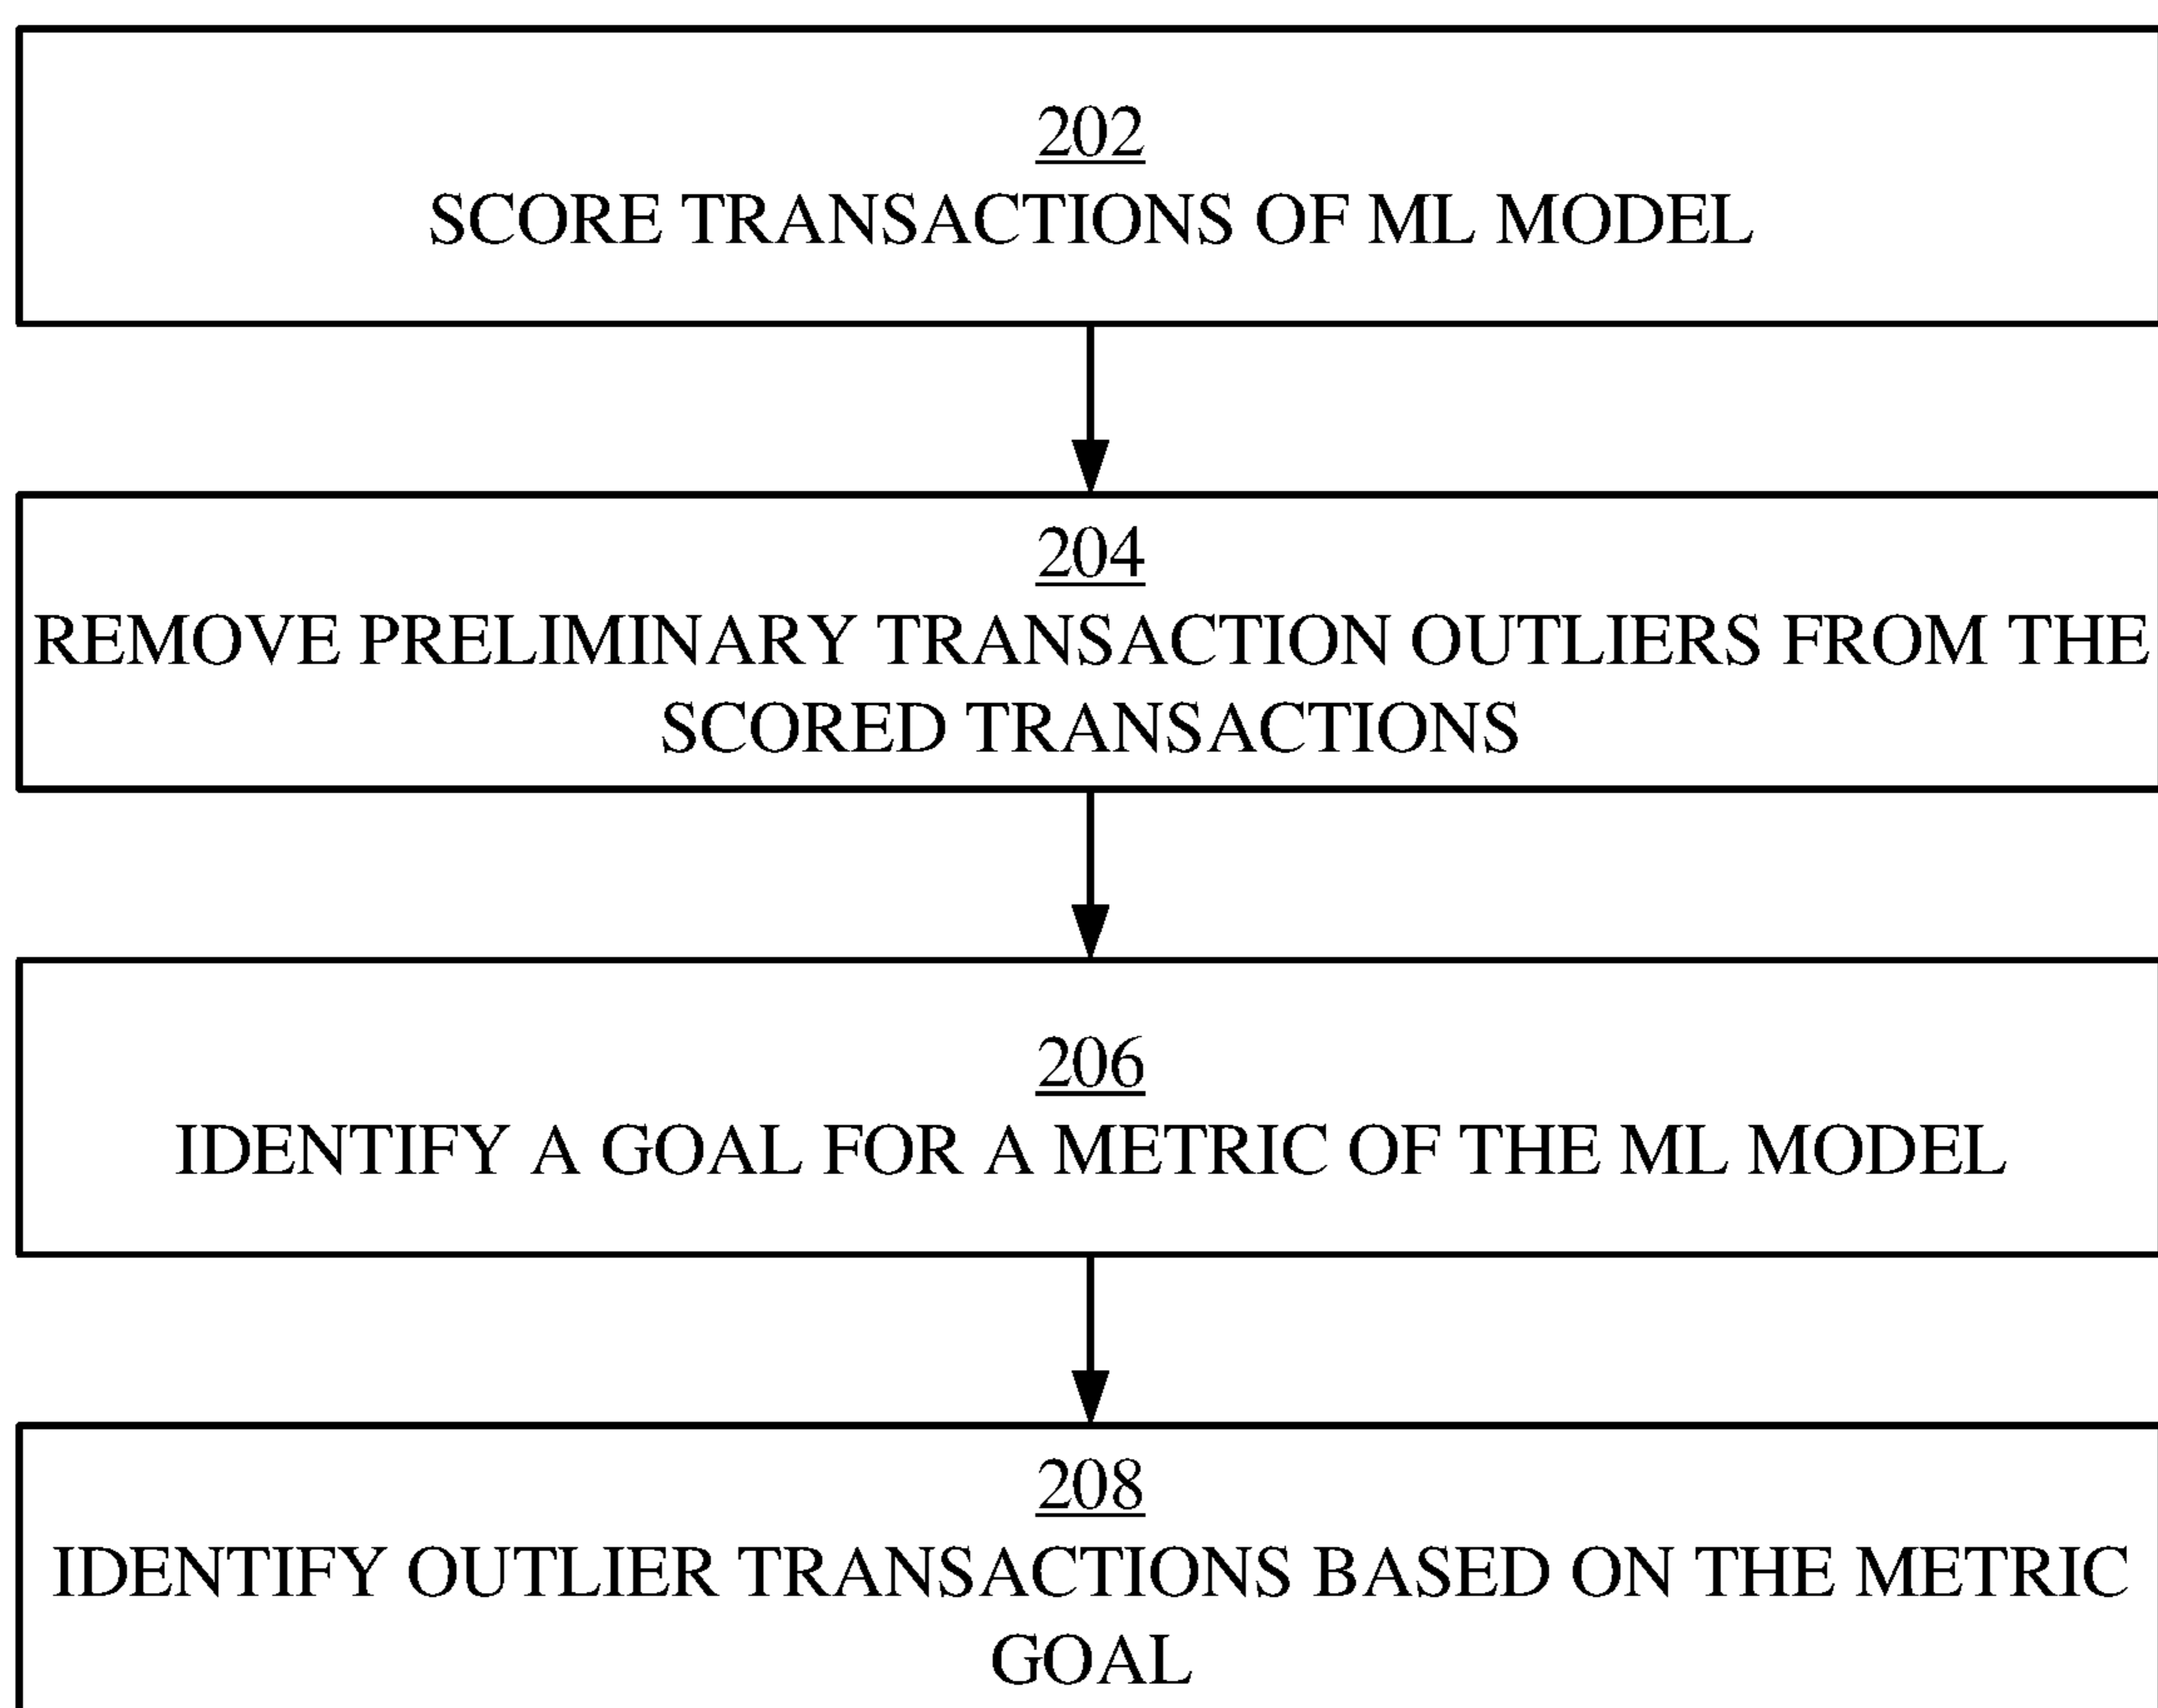 202
SCORE TRANSACTIONS OF ML MODEL
204
REMOVE PRELIMINARY TRANSACTION OUTLIERS FROM THE
SCORED TRANSACTIONS
206
IDENTIFY A GOAL FOR A METRIC OF THE ML MODEL
208
IDENTIFY OUTLIER TRANSACTIONS BASED ON THE METRIC
GOAL